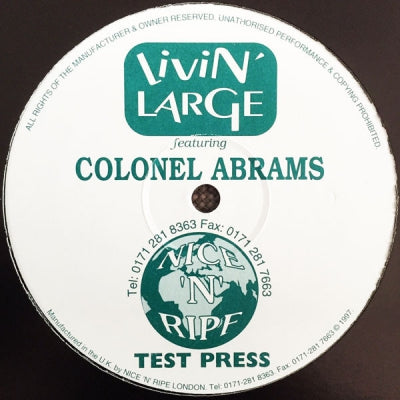 ALL RIGHTS OF THE MANUFACTURER & OWNER RESERVED. UNATHORISED PERFORMANCE & COPYING PROHIBITED
LiViN'
LARGE
featuring
COLONEL ABRAMS
Tel: 0171 281 8363 Fax: 0171 281 7663
NICE
'N'
RIPE
TEST PRESS
Manufactured in the U.K. by NICE 'N' RIPE LONDON. Tel: 0171-281 8363. Fax: 0171-281 7663 © 1997.